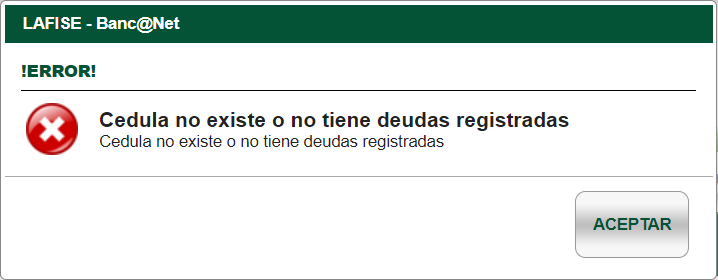 LAFISE - Banc@Net
!ERROR!
Cedula no existe o no tiene deudas registradas
Cedula no existe o no tiene deudas registradas
ACEPTAR